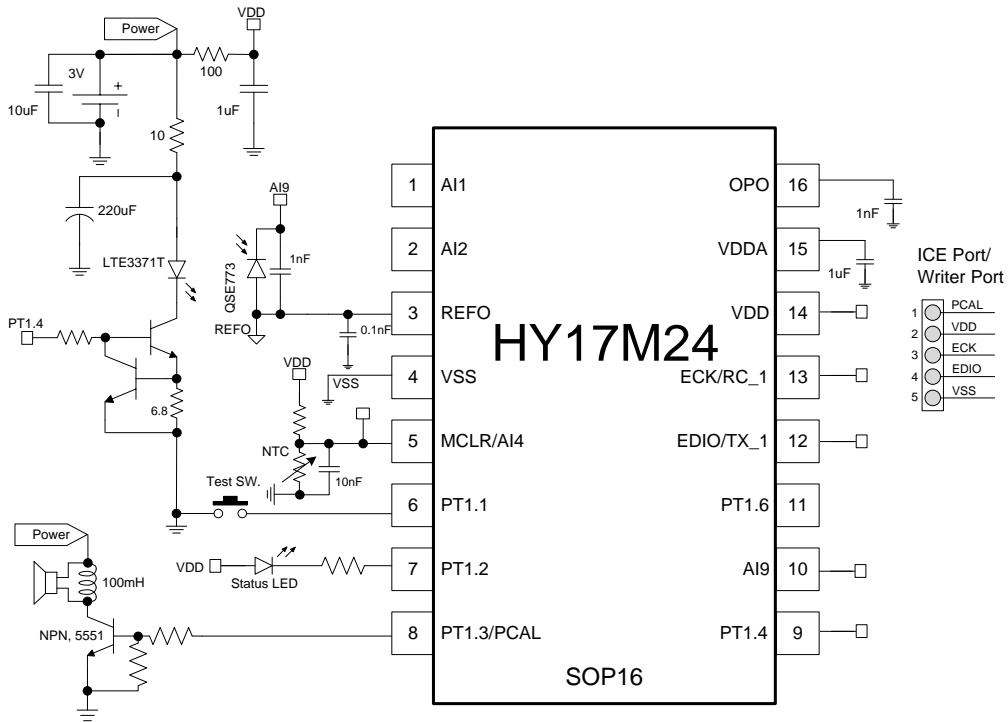 Power
VDD
3V
+
100
10uF
1uF
10
220uF
LTE3371T
AI9
QSE773
1nF
REFO
0.1nF
VSS
PT1.4
6.8
VDD
NTC
10nF
Test SW.
Power
100mH
VDD
Status LED
NPN, 5551
HY17M24
SOP16
1 AI1
2 AI2
3 REFO
4 VSS
5 MCLR/AI4
6 PT1.1
7 PT1.2
8 PT1.3/PCAL
OPO 16
VDDA 15
VDD 14
ECK/RC_1 13
EDIO/TX_1 12
PT1.6 11
AI9 10
PT1.4 9
1nF
1uF
ICE Port/
Writer Port
1 PCAL
2 VDD
3 ECK
4 EDIO
5 VSS